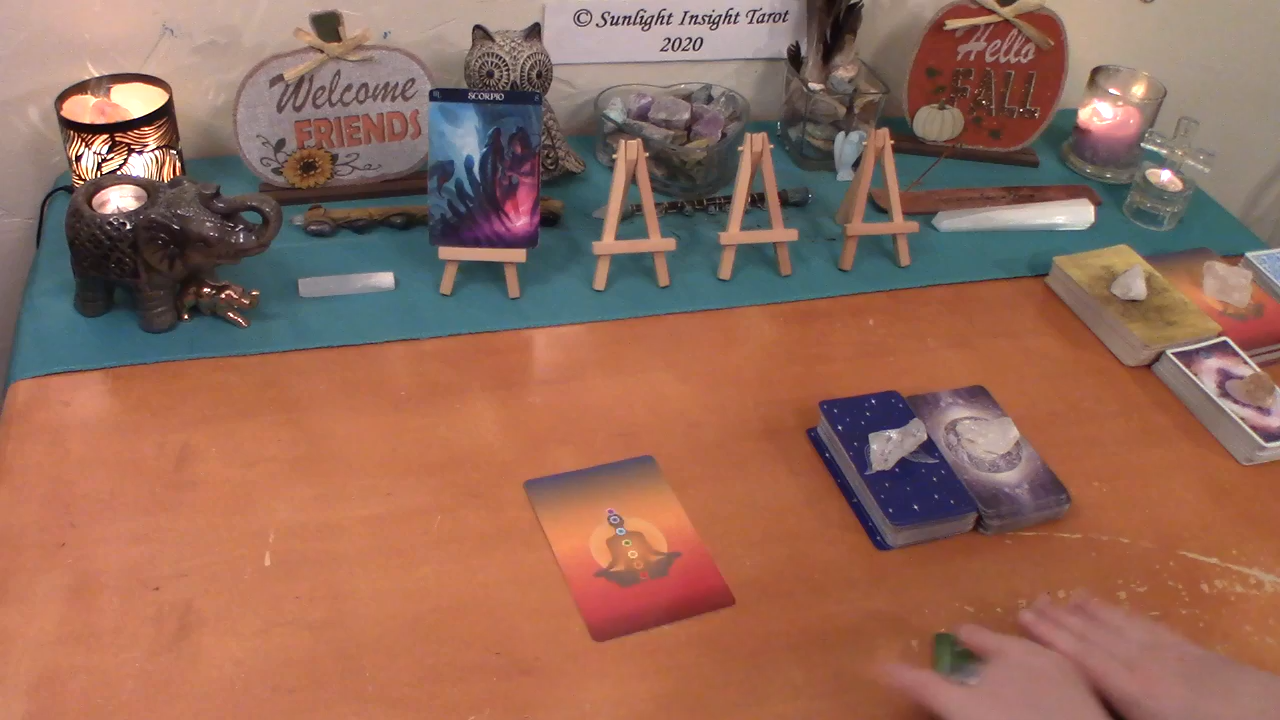 © Sunlight Insight Tarot
2020
Welcome
FRIENDS
Hello
FALL
SCORPIO